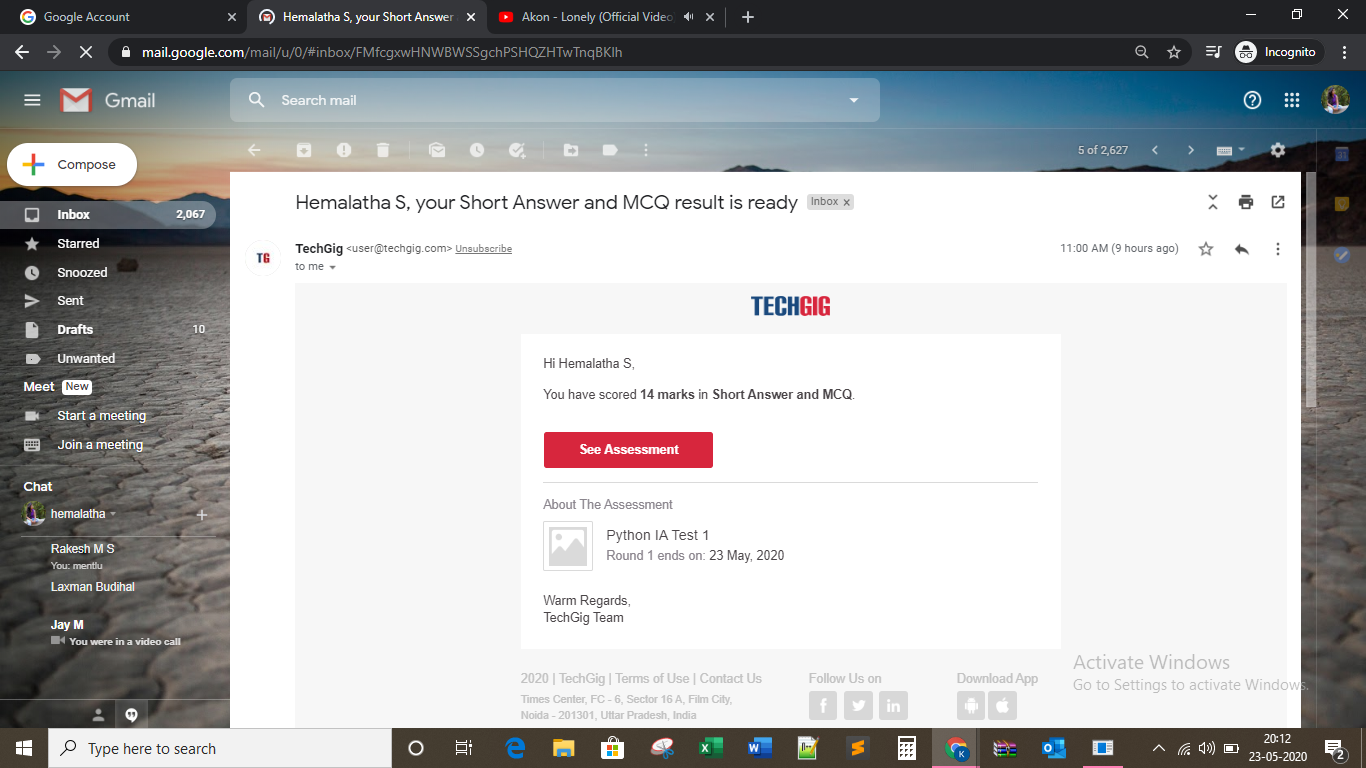 Google Account
Hemalatha S, your Short Answer
Akon - Lonely (Official Video
mail.google.com/mail/u/0/#inbox/FMfcgxwHNWBWSSgchPSHQZHTwTnqBKlh
Incognito
Gmail
Search mail
Compose
5 of 2,627
Inbox 2,067
Starred
Snoozed
Sent
Drafts 10
Unwanted
Meet New
Start a meeting
Join a meeting
Chat
hemalatha
Rakesh M S
You: mentlu
Laxman Budihal
Jay M
You were in a video call
Hemalatha S, your Short Answer and MCQ result is ready Inbox x
TG
TechGig <user@techgig.com> Unsubscribe 11:00 AM (9 hours ago)
to me
TECHGIG
Hi Hemalatha S,
You have scored 14 marks in Short Answer and MCQ.
See Assessment
About The Assessment
Python IA Test 1
Round 1 ends on: 23 May, 2020
Warm Regards,
TechGig Team
2020 | TechGig | Terms of Use | Contact Us
Times Center, FC - 6, Sector 16 A, Film City,
Noida - 201301, Uttar Pradesh, India
Follow Us on
Download App
Activate Windows
Go to Settings to activate Windows.
Type here to search
20:12
23-05-2020
2